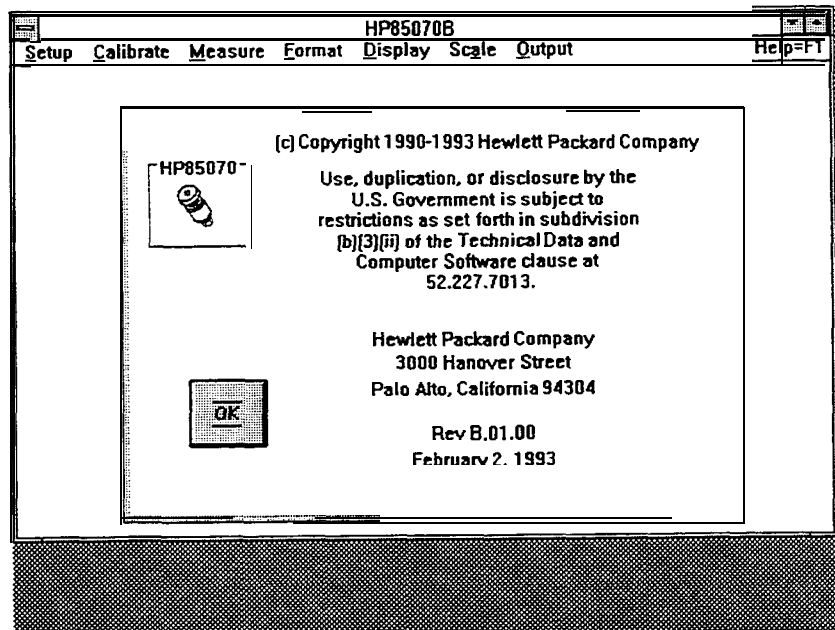 HP85070B
Setup Calibrate Measure Format Display Scale Output Help=F1
(c) Copyright 1990-1993 Hewlett Packard Company
HP85070
Use, duplication, or disclosure by the
U.S. Government is subject to
restrictions as set forth in subdivision
(b)(3)(ii) of the Technical Data and
Computer Software clause at
52.227.7013.
Hewlett Packard Company
3000 Hanover Street
Palo Alto, California 94304
OK
Rev B.01.00
February 2, 1993